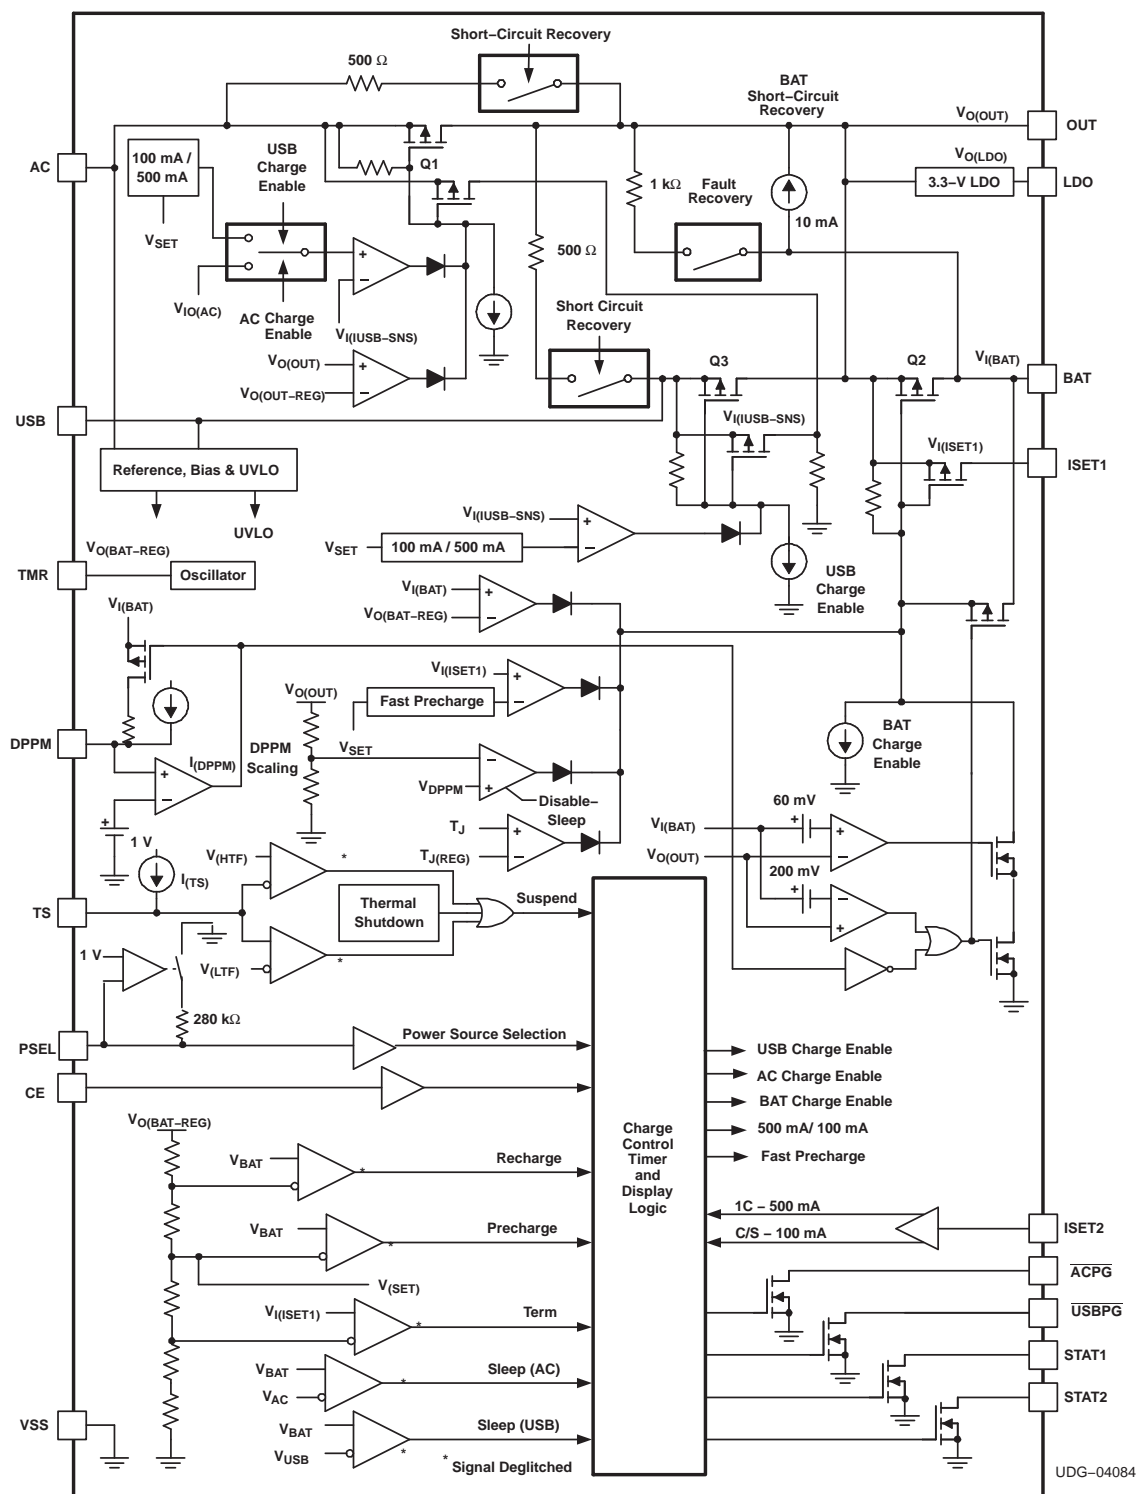 Short–Circuit Recovery
500 Ω
BAT
Short–Circuit
Recovery
VO(OUT)
OUT
AC
100 mA /
500 mA
USB
Charge
Enable
Q1
VO(LDO)
3.3–V LDO
LDO
1 kΩ
Fault
Recovery
10 mA
VSET
500 Ω
VIO(AC)
AC Charge
Enable
VI(IUSB–SNS)
Short Circuit
Recovery
VO(OUT)
VO(OUT–REG)
Q3
Q2
VI(BAT)
BAT
USB
VI(IUSB–SNS)
VI(ISET1)
ISET1
Reference, Bias & UVLO
UVLO
VI(IUSB–SNS)
VSET
100 mA / 500 mA
VO(BAT–REG)
TMR
Oscillator
USB
Charge
Enable
VI(BAT)
VO(BAT–REG)
VI(BAT)
VI(ISET1)
Fast Precharge
VSET
VO(OUT)
DPPM
DPPM
Scaling
I(DPPM)
VDPPM
Disable–
Sleep
BAT
Charge
Enable
1 V
TJ
TJ(REG)
60 mV
VI(BAT)
VO(OUT)
200 mV
V(HTF)
*
I(TS)
TS
Thermal
Shutdown
Suspend
1 V
V(LTF)
*
280 kΩ
PSEL
Power Source Selection
CE
USB Charge Enable
AC Charge Enable
BAT Charge Enable
500 mA/ 100 mA
Fast Precharge
VO(BAT–REG)
Charge
Control
Timer
and
Display
Logic
VBAT
*
Recharge
VBAT
*
Precharge
1C – 500 mA
C/S – 100 mA
ISET2
V(SET)
ACPG
VI(ISET1)
*
Term
USBPG
VBAT
VAC
*
Sleep (AC)
STAT1
STAT2
VSS
VBAT
VUSB
*
Sleep (USB)
* Signal Deglitched
UDG–04084